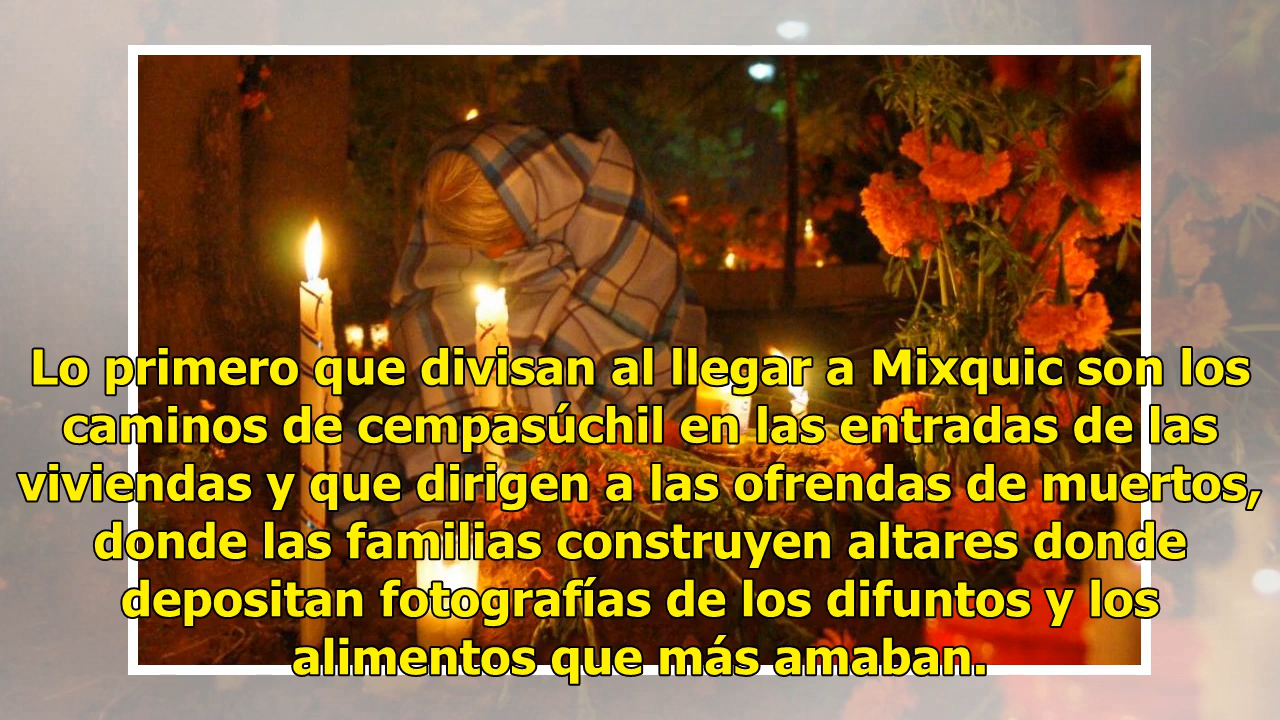 Lo primero que divisan al llegar a Mixquic son los
caminos de cempasúchil en las entradas de las
viviendas y que dirigen a las ofrendas de muertos,
donde las familias construyen altares donde
depositan fotografías de los difuntos y los
alimentos que más amaban.